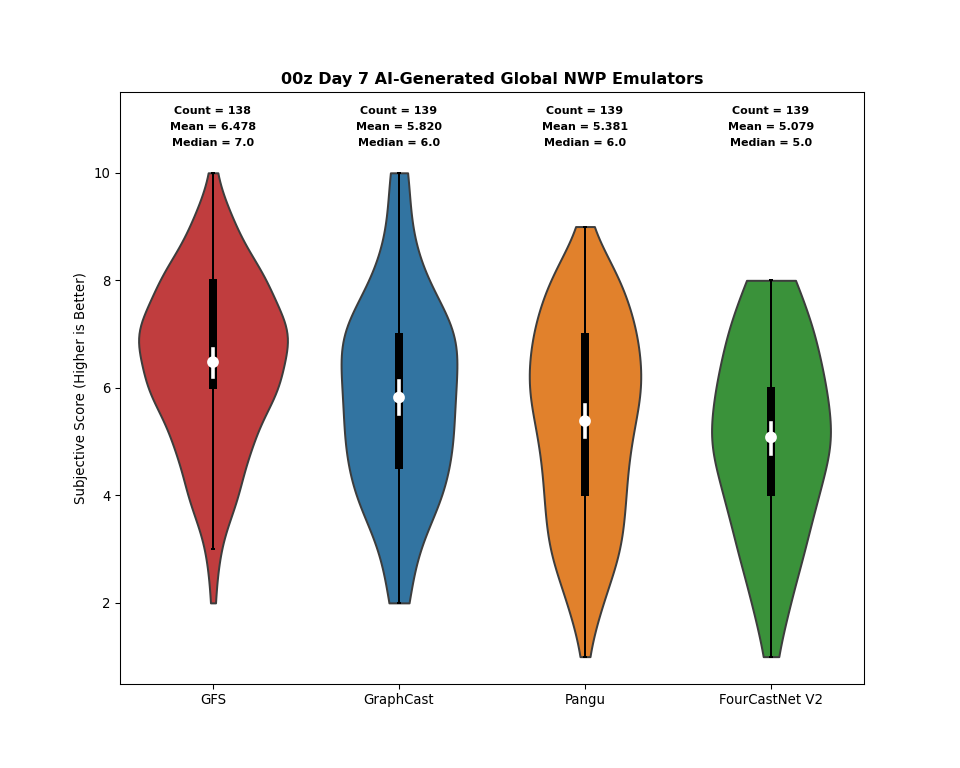 00z Day 7 AI-Generated Global NWP Emulators
Count = 138
Mean = 6.478
Median = 7.0
Count = 139
Mean = 5.820
Median = 6.0
Count = 139
Mean = 5.381
Median = 6.0
Count = 139
Mean = 5.079
Median = 5.0
Subjective Score (Higher is Better)
10
8
6
4
2
GFS
GraphCast
Pangu
FourCastNet V2